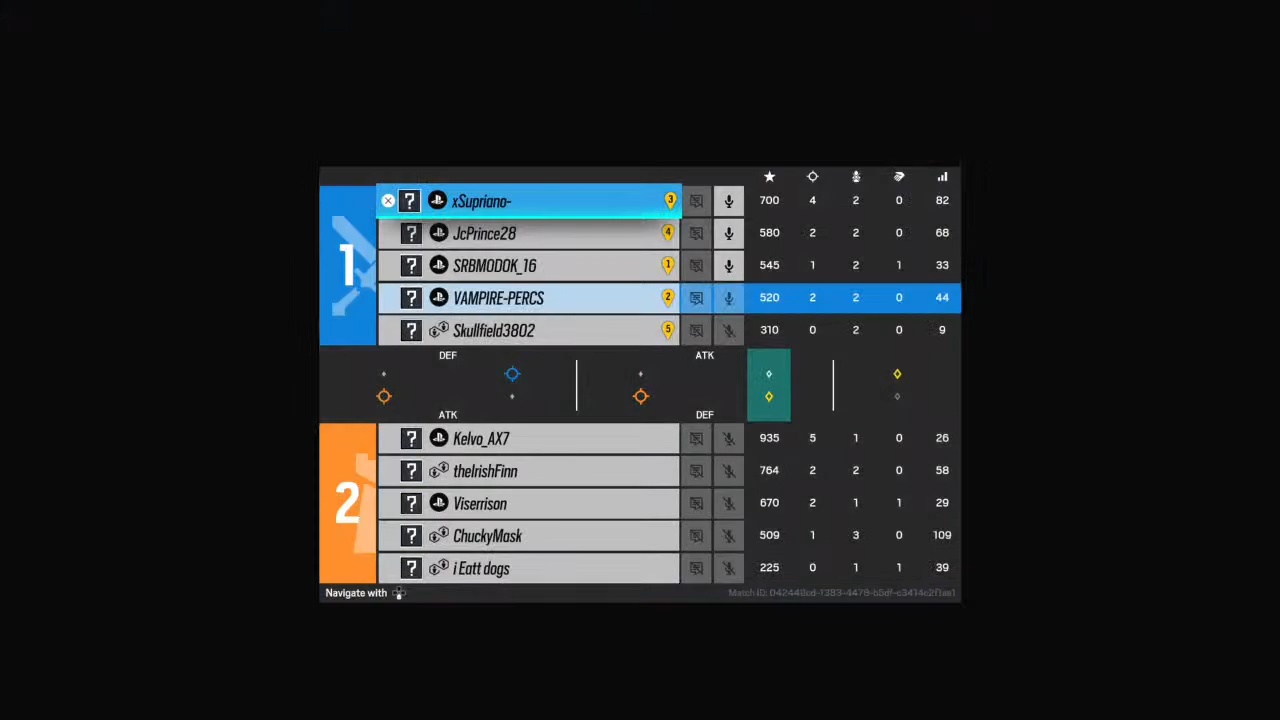 1
xSupriano- 3 700 4 2 0 82
JcPrince28 4 580 2 2 0 68
SRBMODOK_16 1 545 1 2 1 33
VAMPIRE-PERCS 2 520 2 2 0 44
Skullfield3802 5 310 0 2 0 9
DEF ATK
ATK DEF
2
Kelvo_AX7 935 5 1 0 26
theIrishFinn 764 2 2 0 58
Viserrison 670 2 1 1 29
ChuckyMask 509 1 3 0 109
i Eatt dogs 225 0 1 1 39
Navigate with
Match ID: